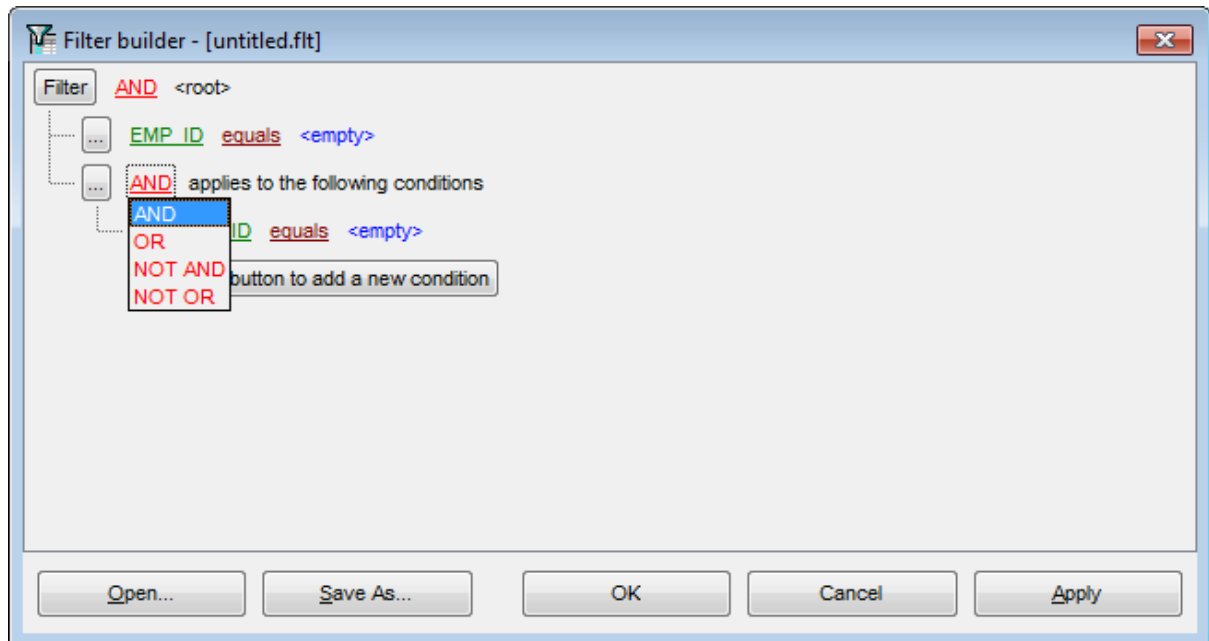 Filter builder - [untitled.flt]
Filter AND <root>
... EMP_ID equals <empty>
... AND applies to the following conditions
AND
ID equals <empty>
OR
NOT AND
button to add a new condition
NOT OR
Open... Save As... OK Cancel Apply